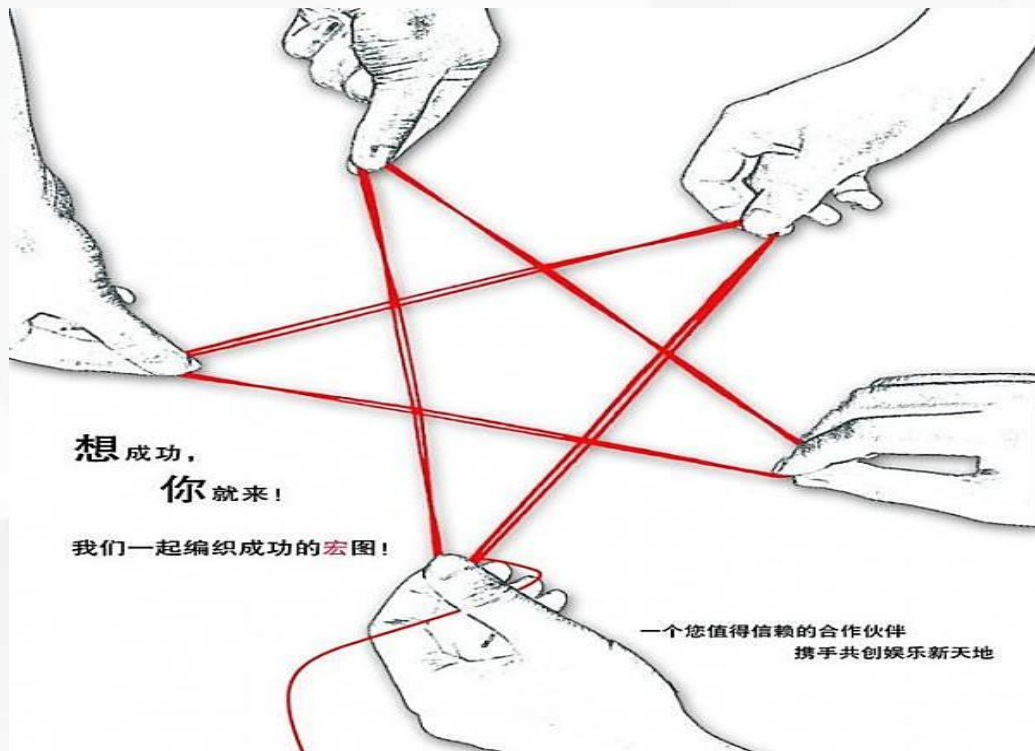 想成功，
你就来！
我们一起编织成功的宏图！
一个您值得信赖的合作伙伴
携手共创娱乐新天地